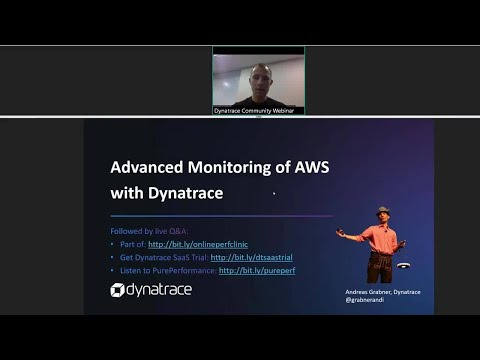 Dynatrace Community Webinar
Advanced Monitoring of AWS
with Dynatrace
Followed by live Q&A:
• Part of: http://bit.ly/onlineperfclinic
• Get Dynatrace SaaS Trial: http://bit.ly/dtsaastrial
• Listen to PurePerformance: http://bit.ly/pureperf
dynatrace
Andreas Grabner, Dynatrace
@grabnerandi